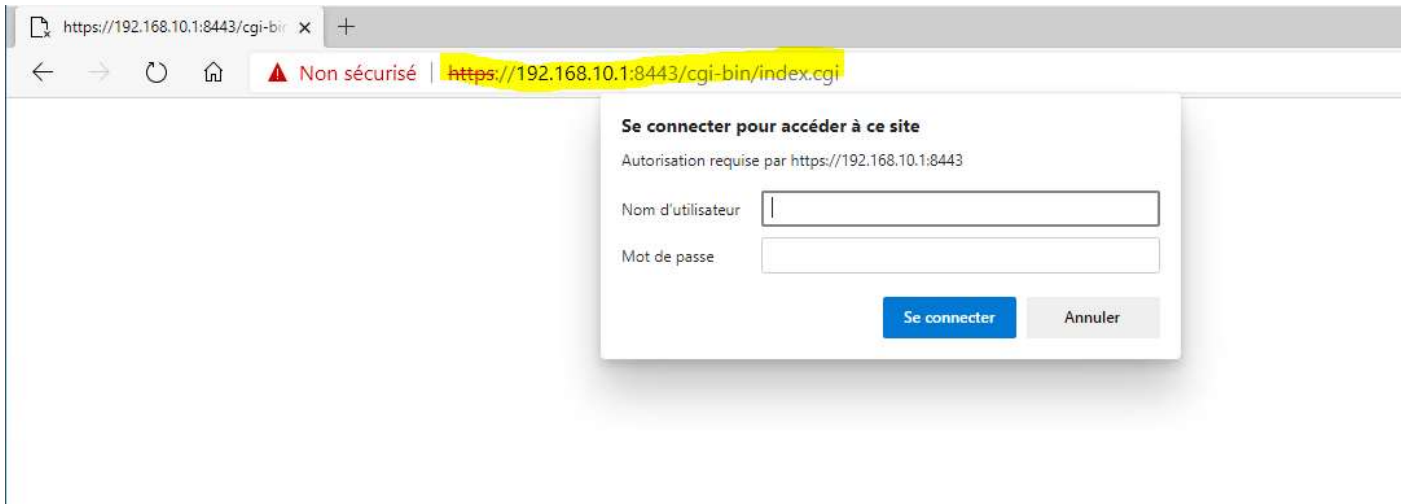 https://192.168.10.1:8443/cgi-bir
Non sécurisé | https://192.168.10.1:8443/cgi-bin/index.cgi
Se connecter pour accéder à ce site
Autorisation requise par https://192.168.10.1:8443
Nom d'utilisateur
Mot de passe
Se connecter Annuler